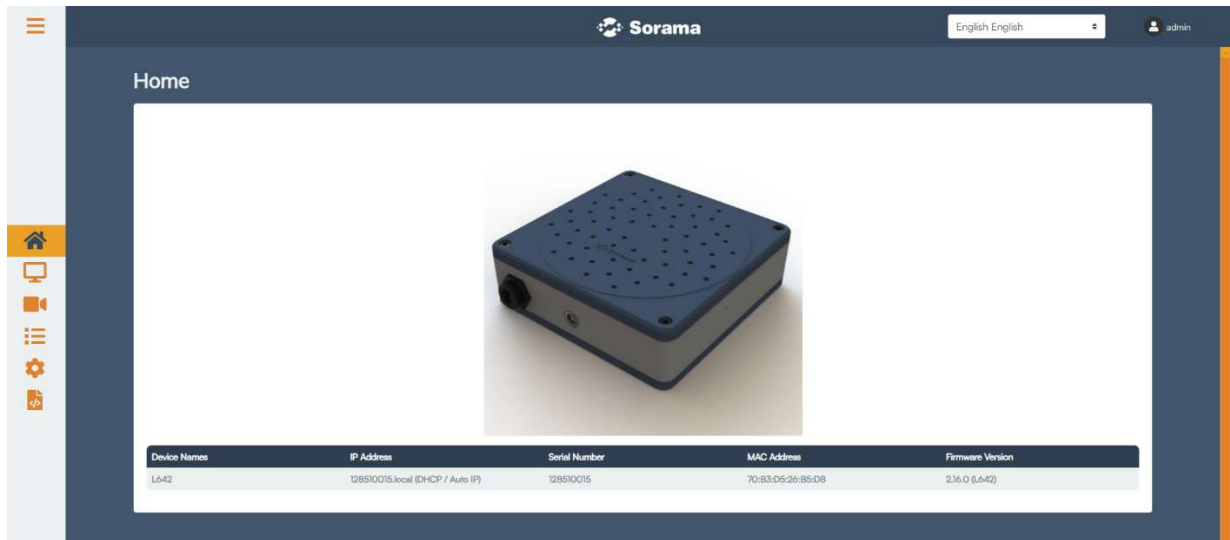 Sorama
English English
admin
Home
Device Names IP Address Serial Number MAC Address Firmware Version
L642 128510015.local (DHCP / Auto IP) 128510015 70:B3:D5:26:B5:D8 2.16.0 (L642)